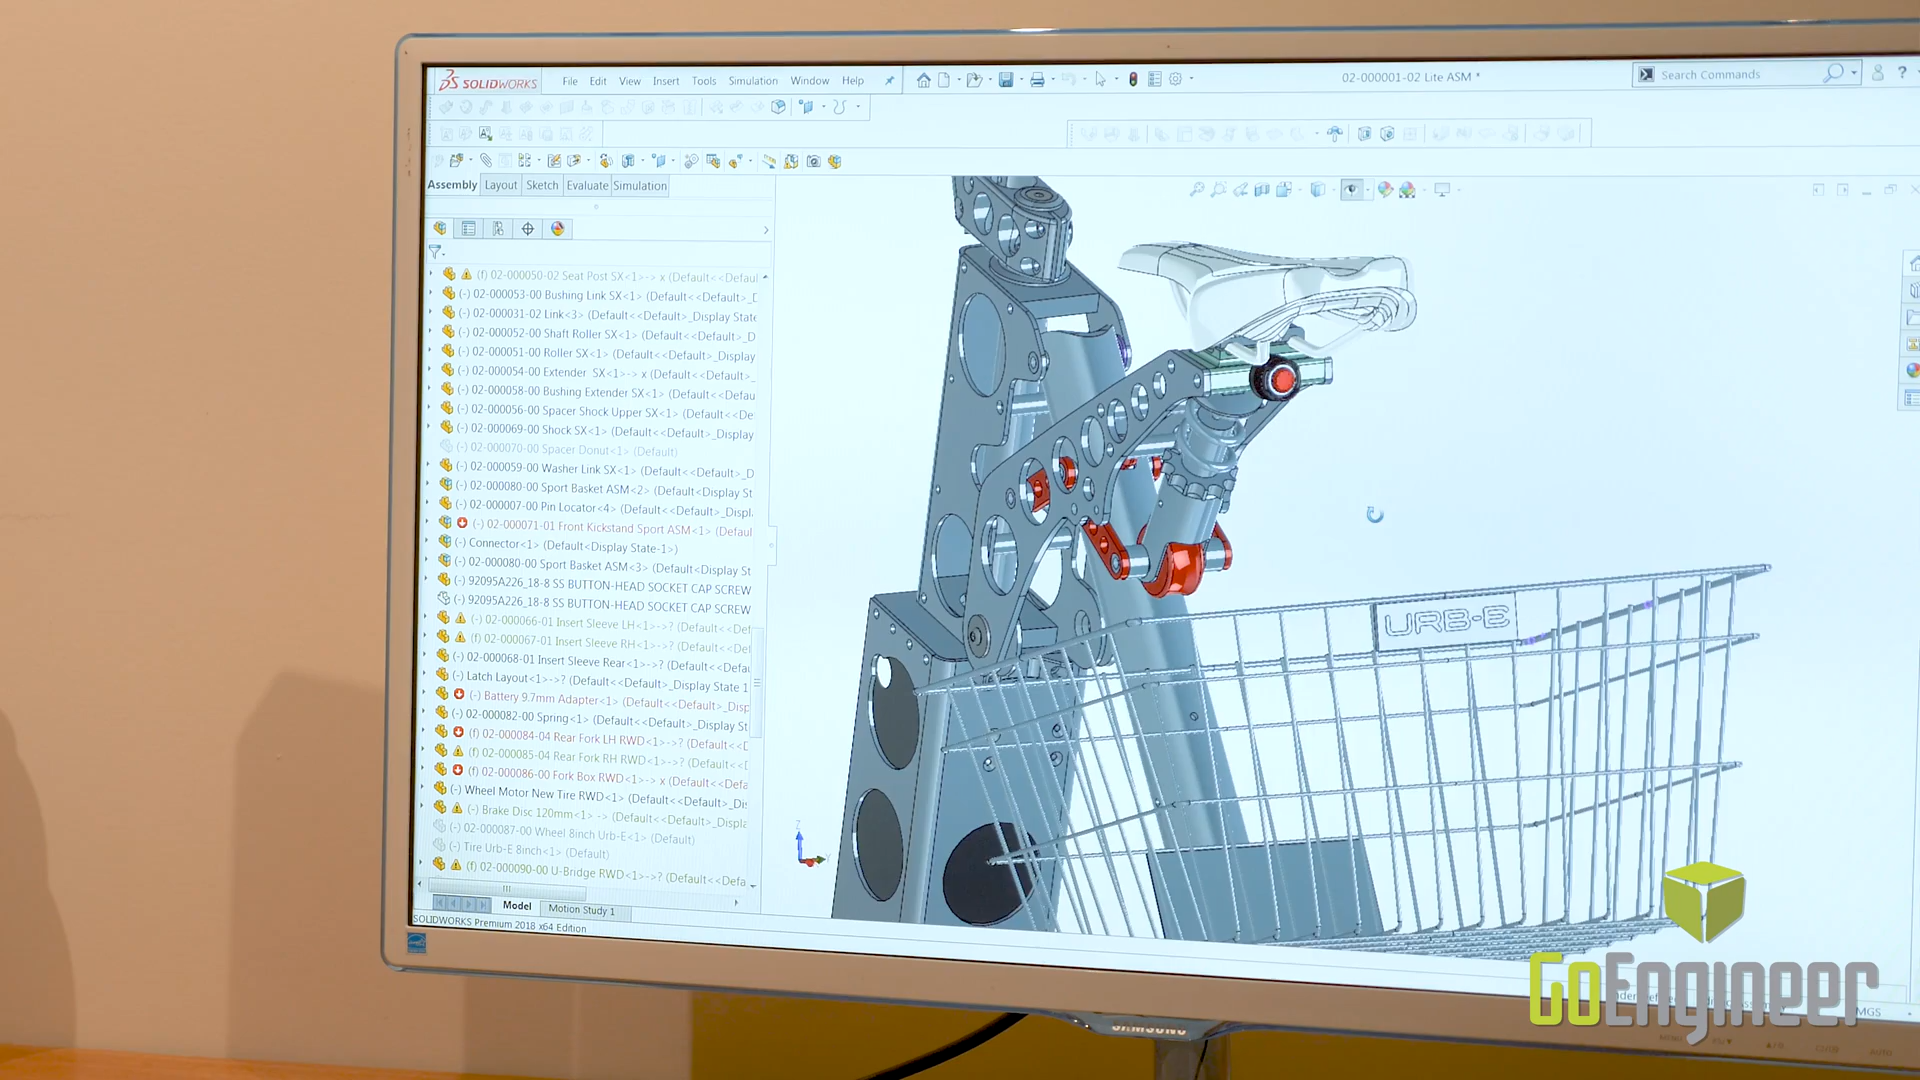 SOLIDWORKS File Edit View Insert Tools Simulation Window Help 02-000001-02 Lite ASM * Search Commands ?
Assembly Layout Sketch Evaluate Simulation
(f) 02-000050-02 Seat Post SX<1>-> x (Default<<Defaul
(-) 02-000053-00 Bushing Link SX<1> (Default<<Default>_D
(-) 02-000031-02 Link<3> (Default<<Default>_Display State
(-) 02-000052-00 Shaft Roller SX<1> (Default<<Default>_D
(-) 02-000051-00 Roller SX<1> (Default<<Default>_Display
(-) 02-000054-00 Extender SX<1>-> x (Default<<Default>_
(-) 02-000058-00 Bushing Extender SX<1> (Default<<Defau
(-) 02-000056-00 Spacer Shock Upper SX<1> (Default<<De
(-) 02-000069-00 Shock SX<1> (Default<<Default>_Display
(-) 02-000070-00 Spacer Donut<1> (Default)
(-) 02-000059-00 Washer Link SX<1> (Default<<Default>_D
(-) 02-000080-00 Sport Basket ASM<2> (Default<Display St
(-) 02-000007-00 Pin Locator<4> (Default<<Default>_Displ
(-) 02-000071-01 Front Kickstand Sport ASM<1> (Defaul
(-) Connector<1> (Default<Display State-1>)
(-) 02-000080-00 Sport Basket ASM<3> (Default<Display St
(-) 92095A226_18-8 SS BUTTON-HEAD SOCKET CAP SCREW
(-) 92095A226_18-8 SS BUTTON-HEAD SOCKET CAP SCREW
(-) 02-000066-01 Insert Sleeve LH<1>->? (Default<<Def
(f) 02-000067-01 Insert Sleeve RH<1>->? (Default<<De
(-) 02-000068-01 Insert Sleeve Rear<1>->? (Default<<Defau
(-) Latch Layout<1>->? (Default<<Default>_Display State 1
(-) Battery 9.7mm Adapter<1> (Default<<Default>_Disp
(-) 02-000082-00 Spring<1> (Default<<Default>_Display St
(f) 02-000084-04 Rear Fork LH RWD<1>->? (Default<<D
(f) 02-000085-04 Rear Fork RH RWD<1>->? (Default<<D
(f) 02-000086-00 Fork Box RWD<1>-> x (Default<<Defa
(-) Wheel Motor New Tire RWD<1> (Default<<Default>_Di
(-) Brake Disc 120mm<1> -> (Default<<Default>_Displa
(-) 02-000087-00 Wheel 8inch Urb-E<1> (Default)
(-) Tire Urb-E 8inch<1> (Default)
(f) 02-000090-00 U-Bridge RWD<1>->? (Default<<Defa
Model Motion Study 1
SOLIDWORKS Premium 2018 x64 Edition
URB-E
Z
GoEngineer
MGS
SAMSUNG
MENU
AUTO